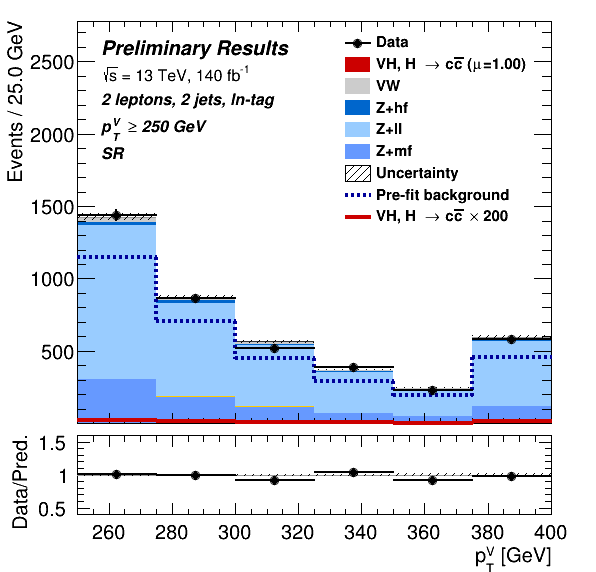 Events / 25.0 GeV
2500
2000
1500
1000
500
Preliminary Results
√s = 13 TeV, 140 fb⁻¹
2 leptons, 2 jets, ln-tag
p_T^V ≥ 250 GeV
SR
Data
VH, H → cc̅ (μ=1.00)
VW
Z+hf
Z+ll
Z+mf
Uncertainty
Pre-fit background
VH, H → cc̅ × 200
Data/Pred.
1.5
1
0.5
260 280 300 320 340 360 380 400
p_T^V [GeV]